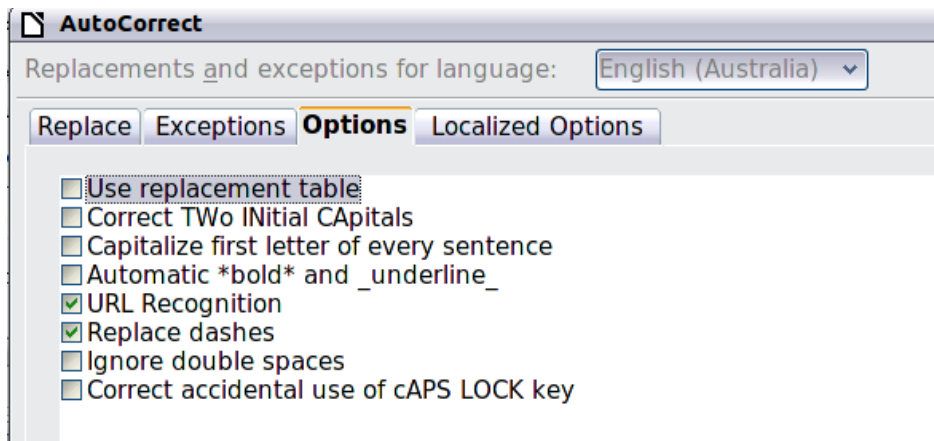 AutoCorrect
Replacements and exceptions for language: English (Australia)
Replace Exceptions Options Localized Options
Use replacement table
Correct TWo INitial CApitals
Capitalize first letter of every sentence
Automatic *bold* and _underline_
URL Recognition
Replace dashes
Ignore double spaces
Correct accidental use of cAPS LOCK key